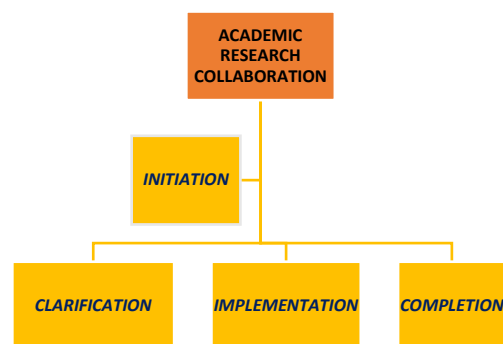 ACADEMIC
RESEARCH
COLLABORATION
INITIATION
CLARIFICATION
IMPLEMENTATION
COMPLETION